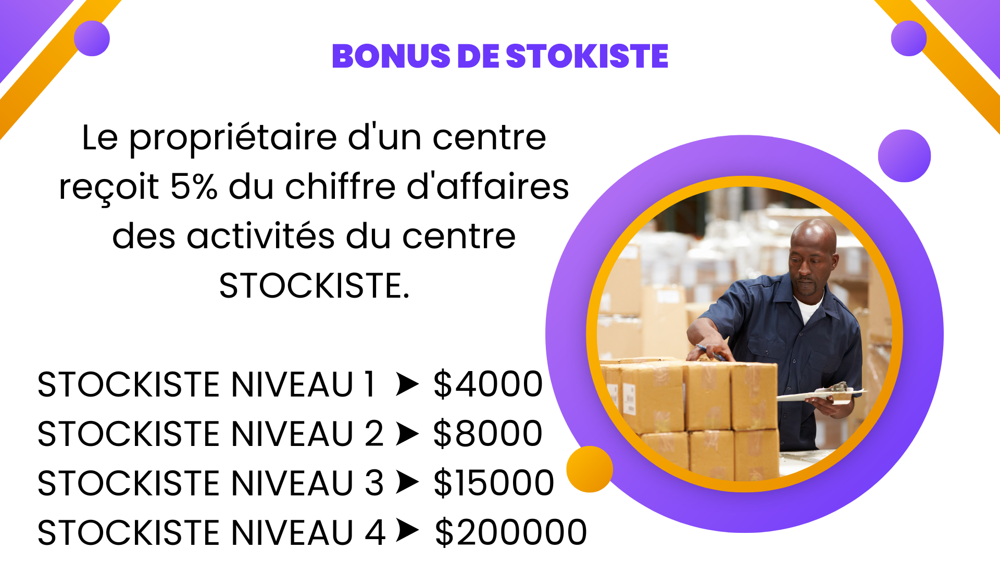 BONUS DE STOKISTE
Le propriétaire d'un centre
reçoit 5% du chiffre d'affaires
des activités du centre
STOCKISTE.
STOCKISTE NIVEAU 1 ➤ $4000
STOCKISTE NIVEAU 2 ➤ $8000
STOCKISTE NIVEAU 3 ➤ $15000
STOCKISTE NIVEAU 4 ➤ $200000